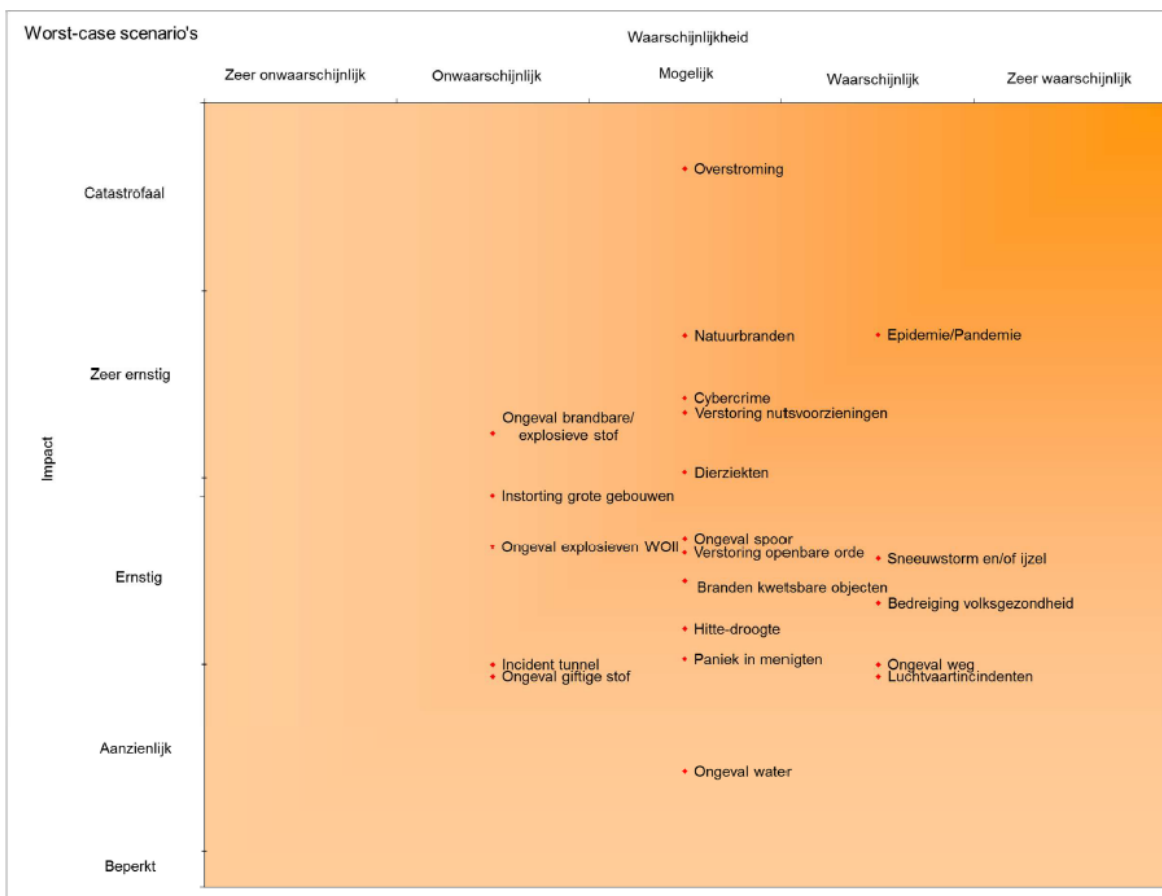 Worst-case scenario's
Waarschijnlijkheid
Zeer onwaarschijnlijk
Onwaarschijnlijk
Mogelijk
Waarschijnlijk
Zeer waarschijnlijk
Impact
Catastrofaal
Zeer ernstig
Ernstig
Aanzienlijk
Beperkt
Overstroming
Natuurbranden
Epidemie/Pandemie
Cybercrime
Verstoring nutsvoorzieningen
Ongeval brandbare/
explosieve stof
Dierziekten
Instorting grote gebouwen
Ongeval spoor
Ongeval explosieven WOII
Verstoring openbare orde
Sneeuwstorm en/of ijzel
Branden kwetsbare objecten
Bedreiging volksgezondheid
Hitte-droogte
Paniek in menigten
Incident tunnel
Ongeval weg
Ongeval giftige stof
Luchtvaartincindenten
Ongeval water